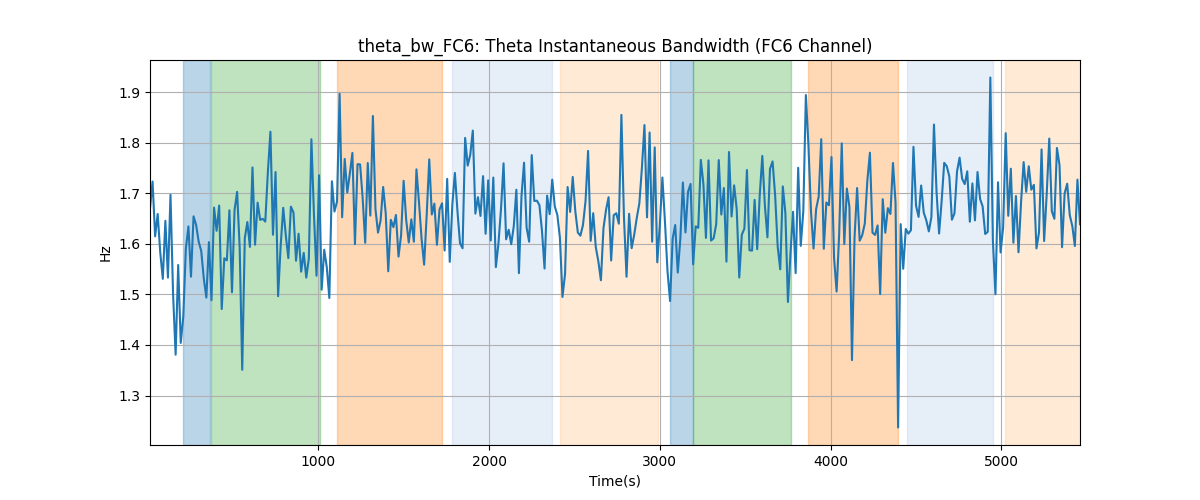 theta_bw_FC6: Theta Instantaneous Bandwidth (FC6 Channel)
1.9
1.8
1.7
1.6
1.5
1.4
1.3
Hz
1000 2000 3000 4000 5000
Time(s)